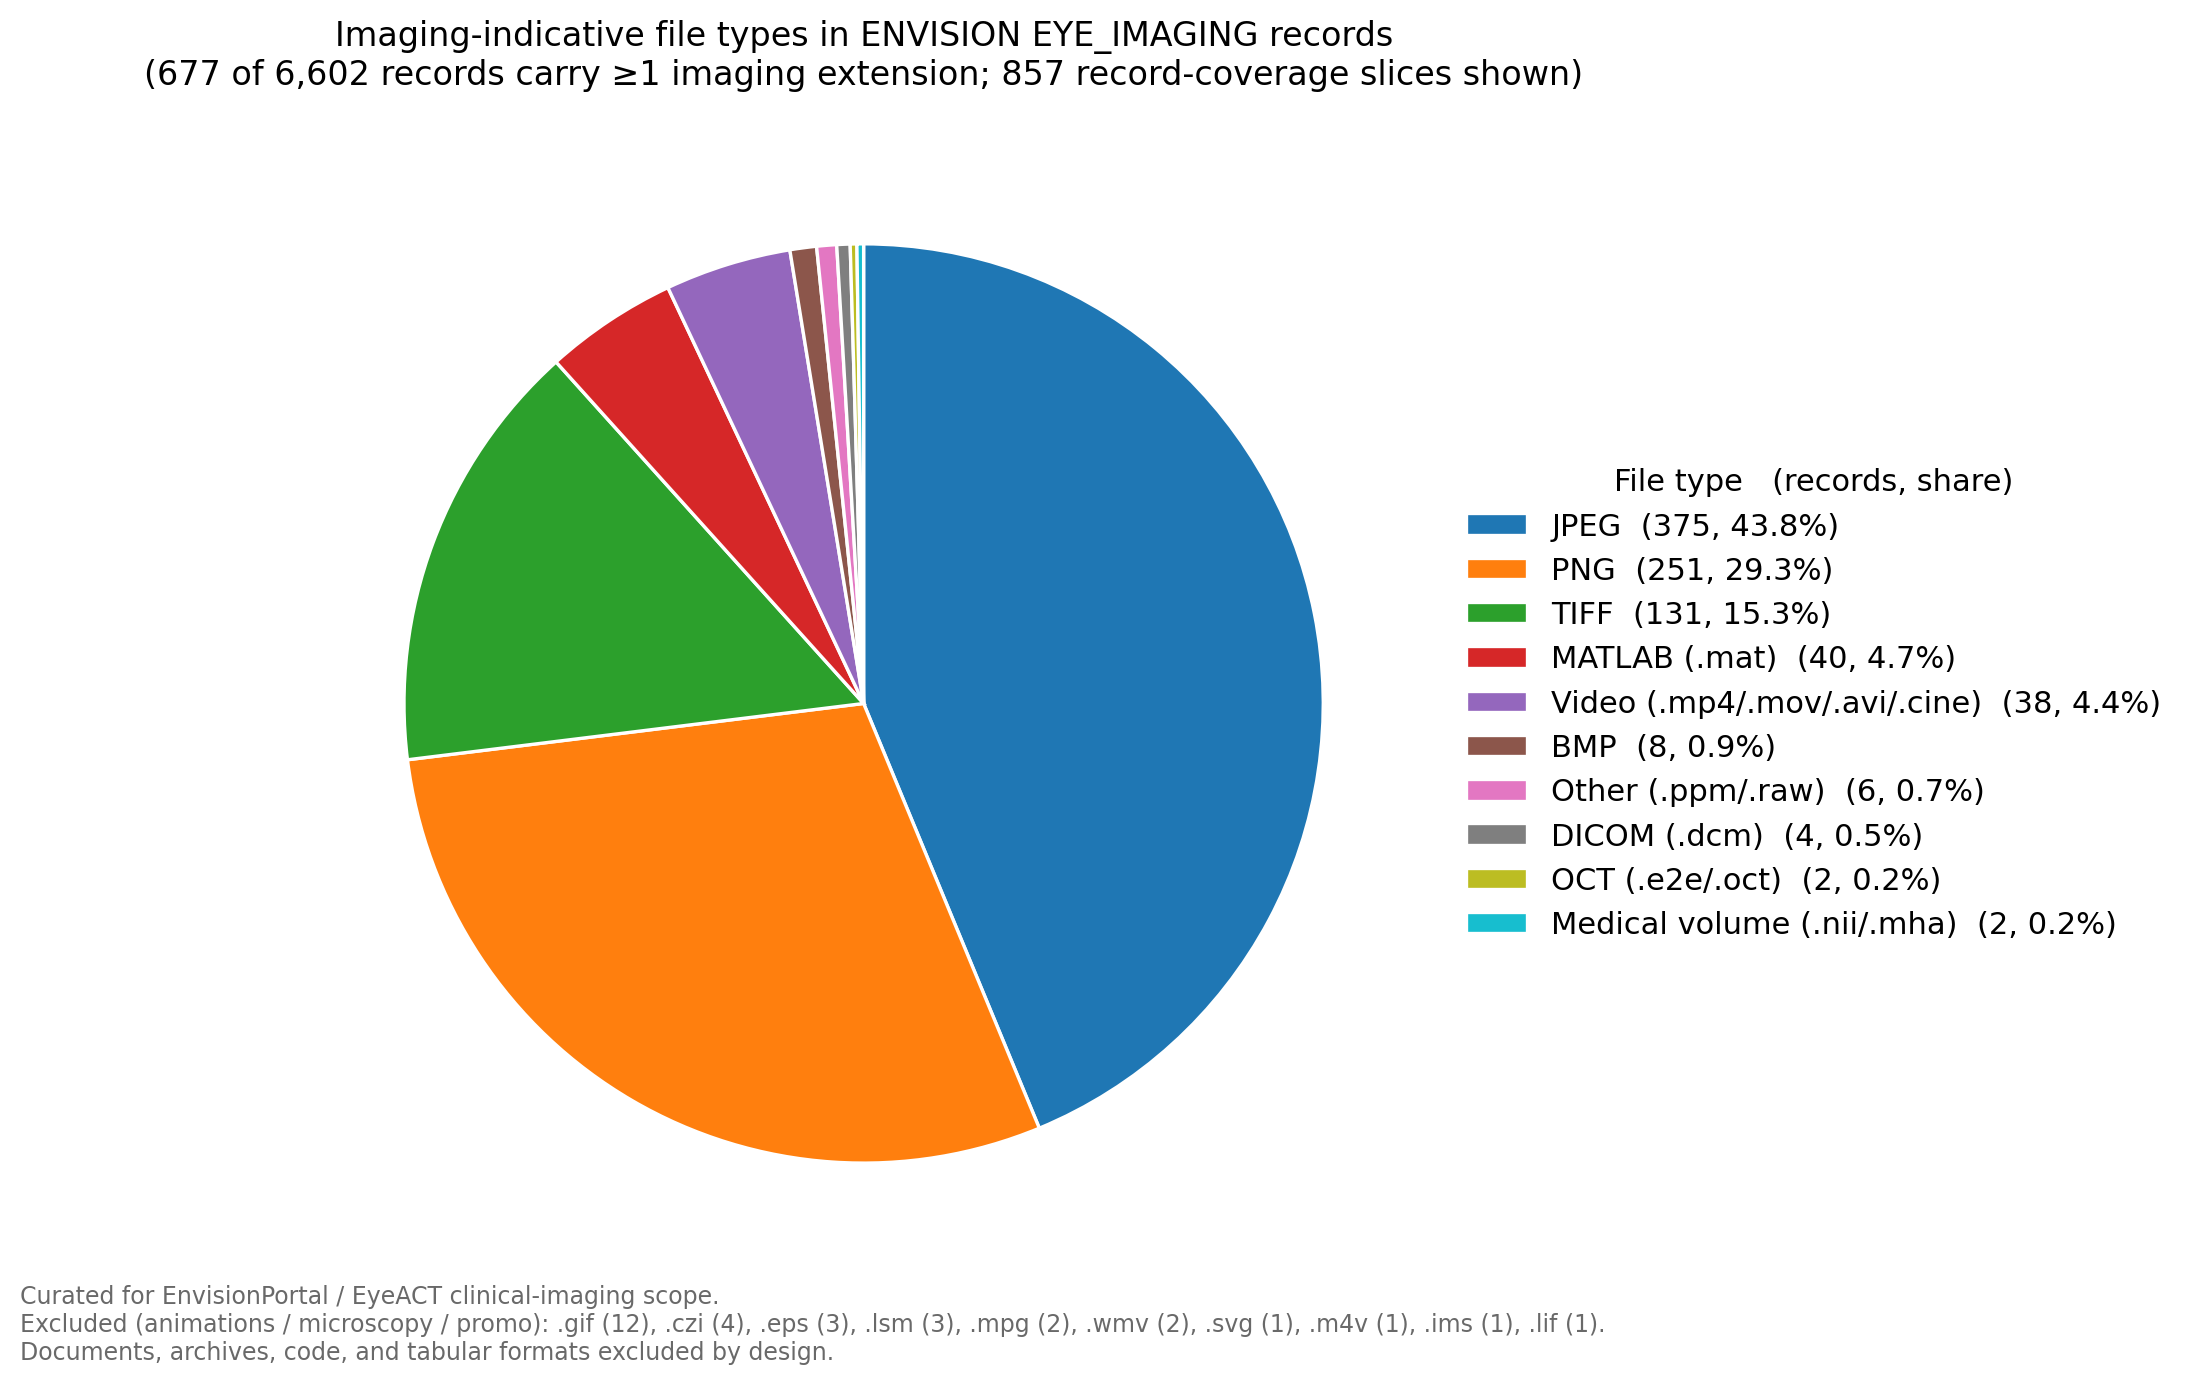 Imaging-indicative file types in ENVISION EYE_IMAGING records
(677 of 6,602 records carry ≥1 imaging extension; 857 record-coverage slices shown)
File type   (records, share)
JPEG  (375, 43.8%)
PNG  (251, 29.3%)
TIFF  (131, 15.3%)
MATLAB (.mat)  (40, 4.7%)
Video (.mp4/.mov/.avi/.cine)  (38, 4.4%)
BMP  (8, 0.9%)
Other (.ppm/.raw)  (6, 0.7%)
DICOM (.dcm)  (4, 0.5%)
OCT (.e2e/.oct)  (2, 0.2%)
Medical volume (.nii/.mha)  (2, 0.2%)
Curated for EnvisionPortal / EyeACT clinical-imaging scope.
Excluded (animations / microscopy / promo): .gif (12), .czi (4), .eps (3), .lsm (3), .mpg (2), .wmv (2), .svg (1), .m4v (1), .ims (1), .lif (1).
Documents, archives, code, and tabular formats excluded by design.